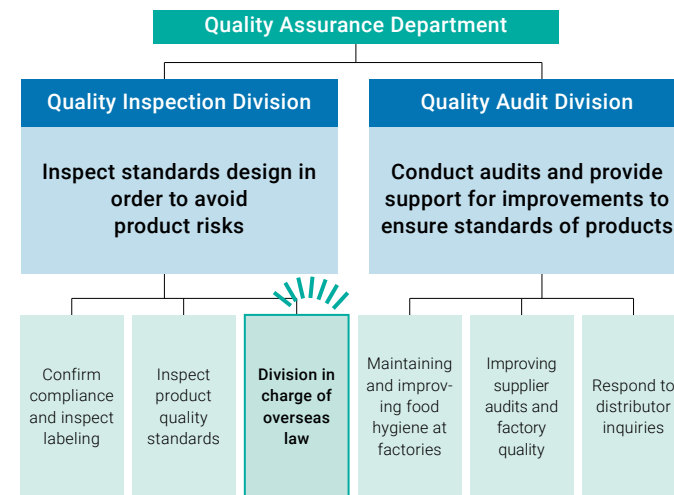 Quality Assurance Department
Quality Inspection Division
Inspect standards design in
order to avoid
product risks
Quality Audit Division
Conduct audits and provide
support for improvements to
ensure standards of products
Confirm
compliance
and inspect
labeling
Inspect
product
quality
standards
Division in
charge of
overseas
law
Maintaining
and improv-
ing food
hygiene at
factories
Improving
supplier
audits and
factory
quality
Respond to
distributor
inquiries